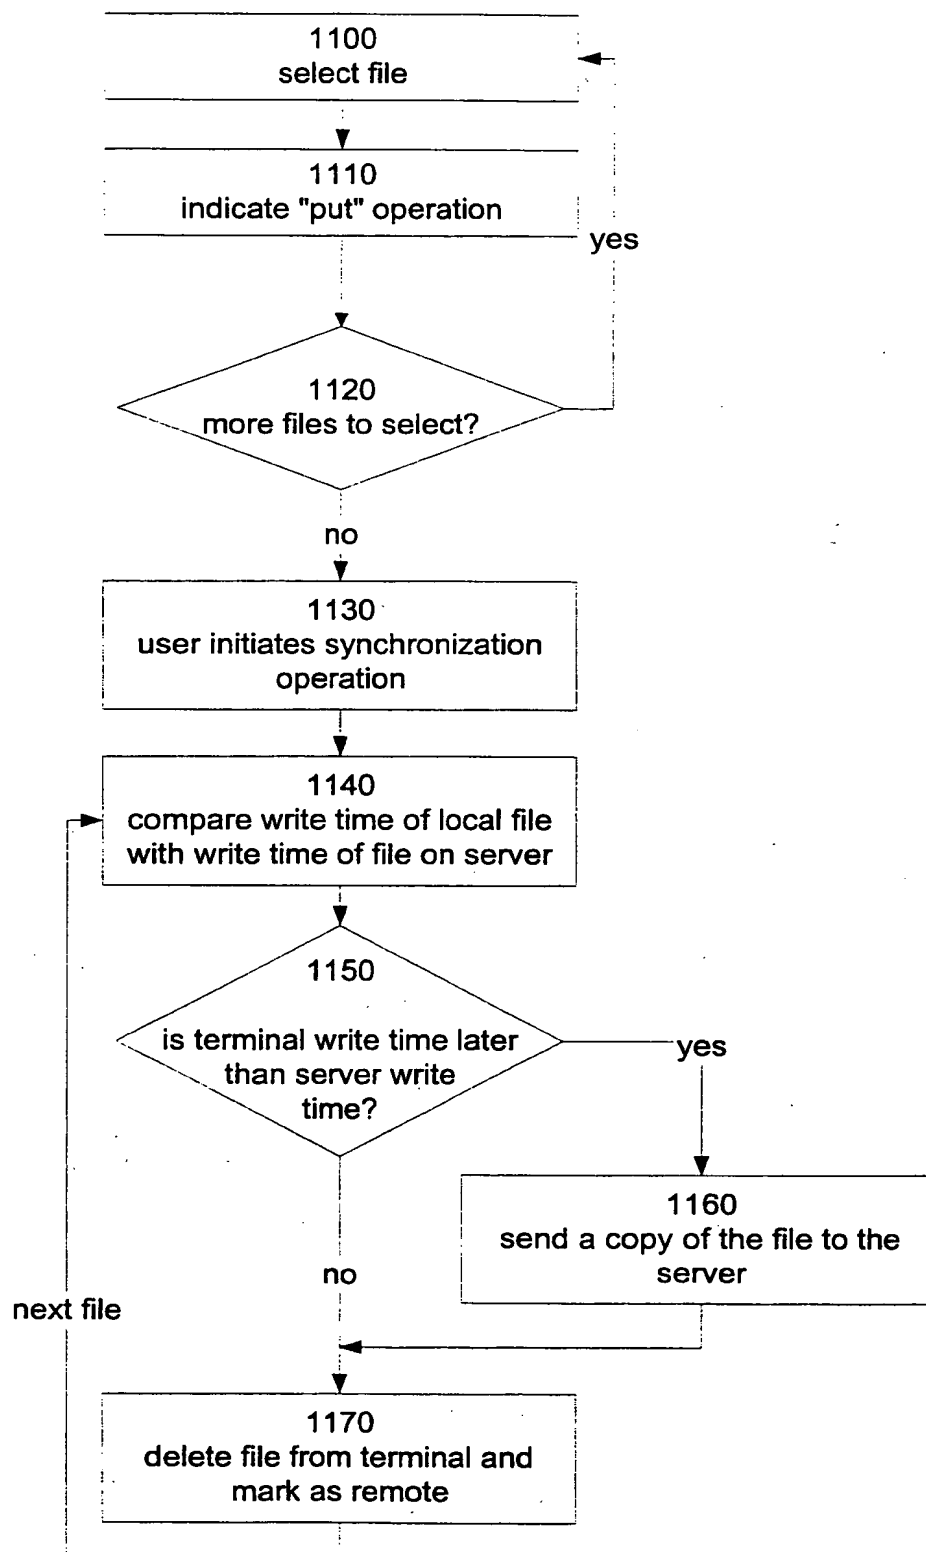 1100
select file
1110
indicate "put" operation
yes
1120
more files to select?
no
1130
user initiates synchronization
operation
1140
compare write time of local file
with write time of file on server
1150
is terminal write time later
than server write
time?
yes
1160
send a copy of the file to the
server
no
next file
1170
delete file from terminal and
mark as remote